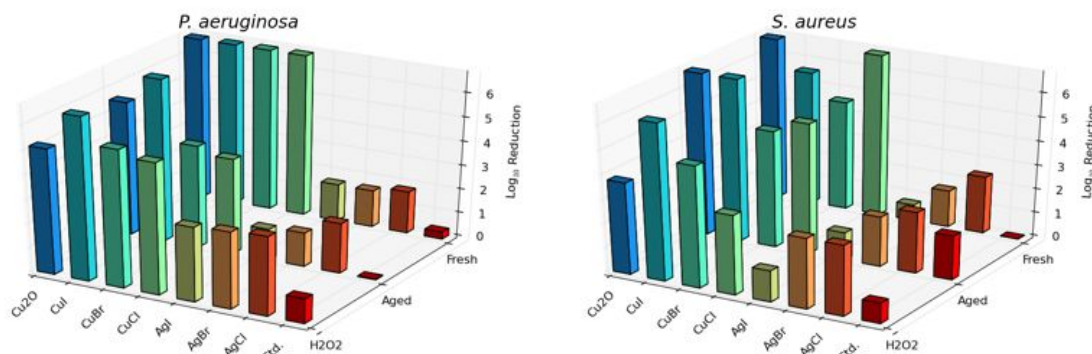 P. aeruginosa
6
5
4
3
2
1
0
Log₁₀ Reduction
Fresh
Aged
H2O2
Cu2O
CuI
CuBr
CuCl
AgI
AgBr
AgCl
td.
S. aureus
6
5
4
3
2
1
0
Log₁₀ Reduction
Fresh
Aged
H2O2
Cu2O
CuI
CuBr
CuCl
AgI
AgBr
AgCl
Std.